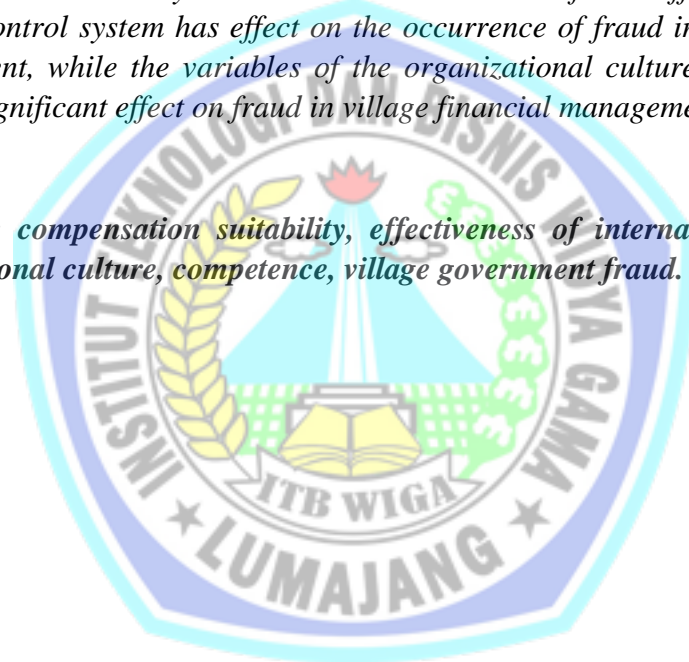 ontrol system has effect on the occurrence of fraud in
ent, while the variables of the organizational culture
gnificant effect on fraud in village financial manageme
compensation suitability, effectiveness of interna
onal culture, competence, village government fraud.
INSTITUT TEKNOLOGI DAN BISNIS WIDYA GAMA
ITB WIGA
LUMAJANG